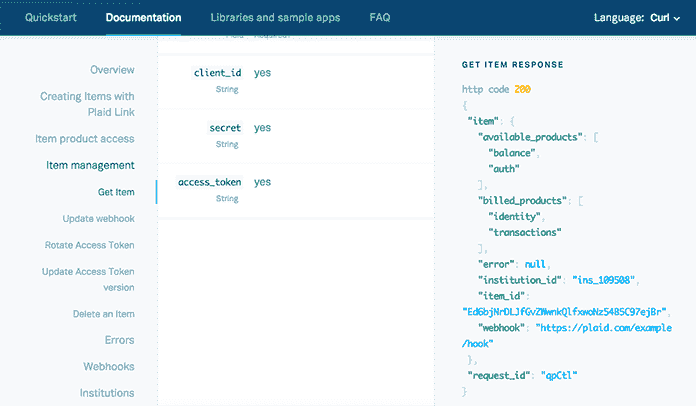 Quickstart Documentation Libraries and sample apps FAQ Language: Curl
Overview
Creating Items with
Plaid Link
Item product access
Item management
Get Item
Update webhook
Rotate Access Token
Update Access Token
version
Delete an Item
Errors
Webhooks
Institutions
client_id yes
String
secret yes
String
access_token yes
String
GET ITEM RESPONSE
http code 200
{
"item": {
"available_products": [
"balance",
"auth"
],
"billed_products": [
"identity",
"transactions"
],
"error": null,
"institution_id": "ins_109508",
"item_id":
"Ed6bjNrDLJfGvZWwnkQlfxwoNz54B5C97ejBr",
"webhook": "https://plaid.com/example
/hook"
},
"request_id": "qpCtl"
}